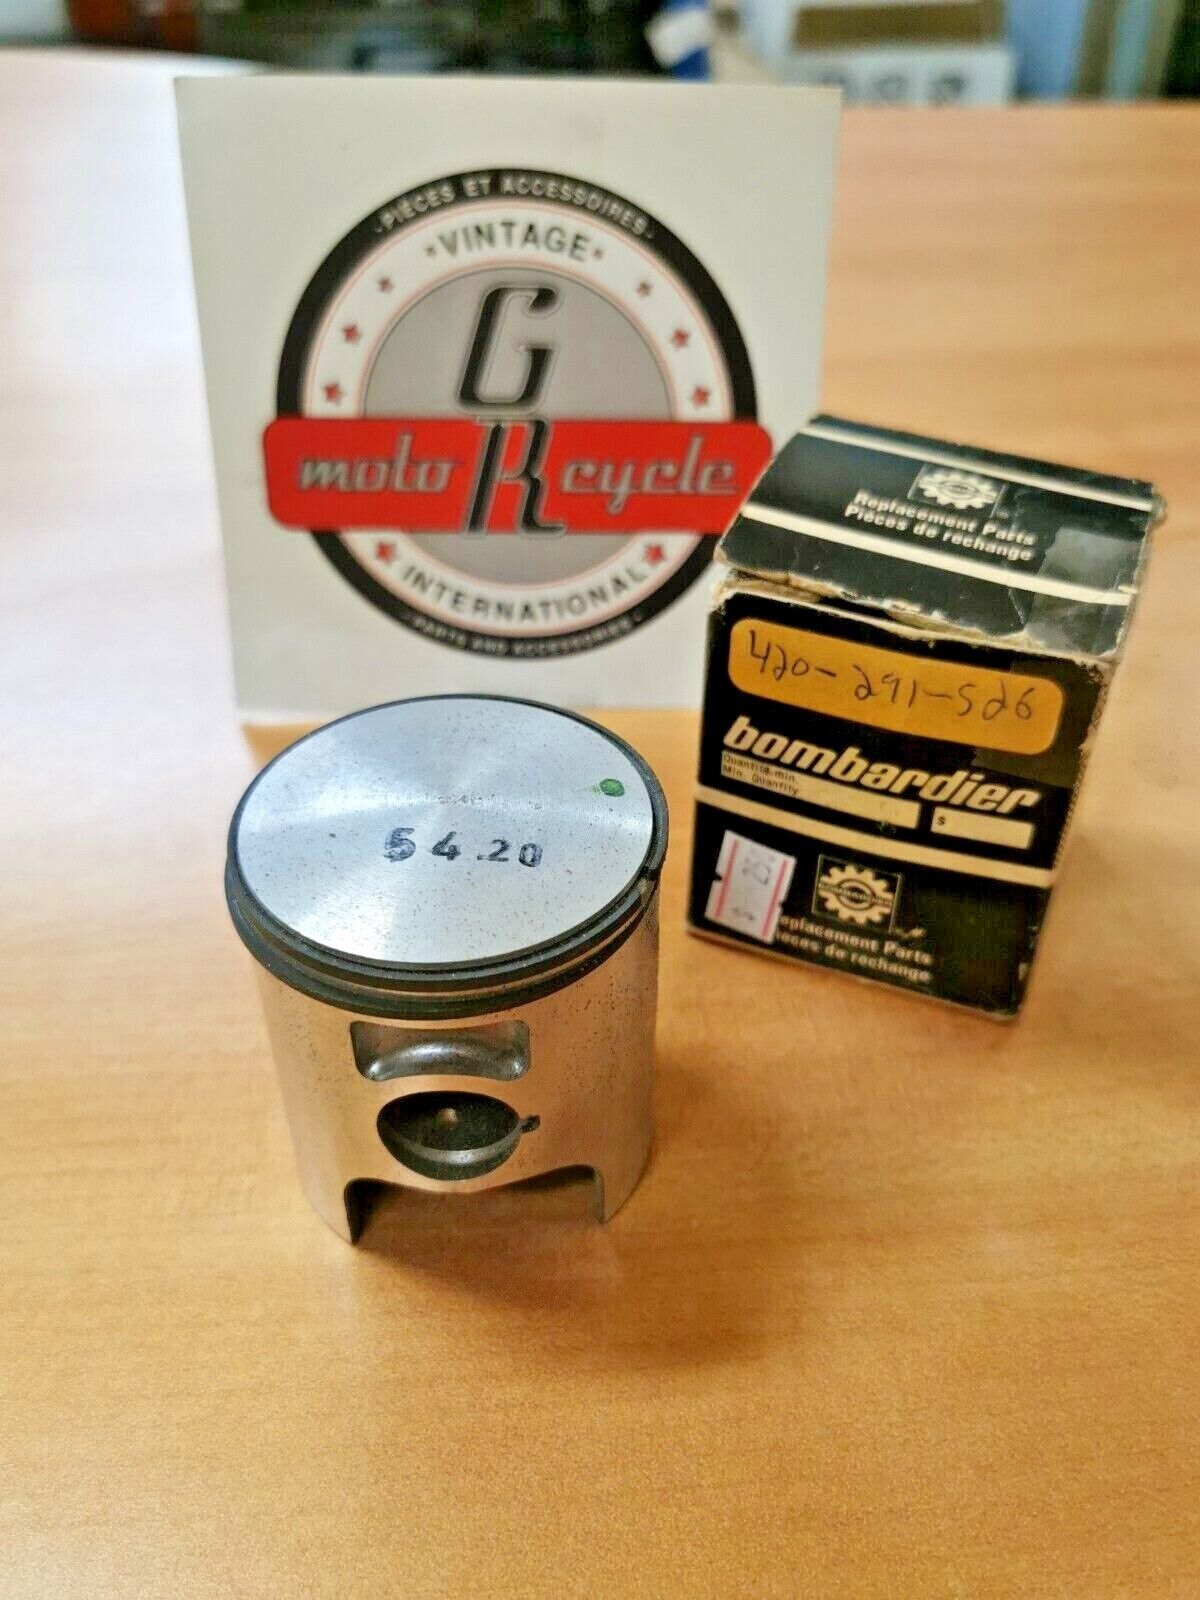 ·PIÈCES ET ACCESSOIRES·
*VINTAGE*
G
moto R cycle
INTERNATIONAL
·PARTS AND ACCESSORIES·
Replacement Parts
Pièces de rechange
420-291-526
bombardier
Quantité-min.
Min. Quantity
$
Replacement Parts
Pièces de rechange
54.20